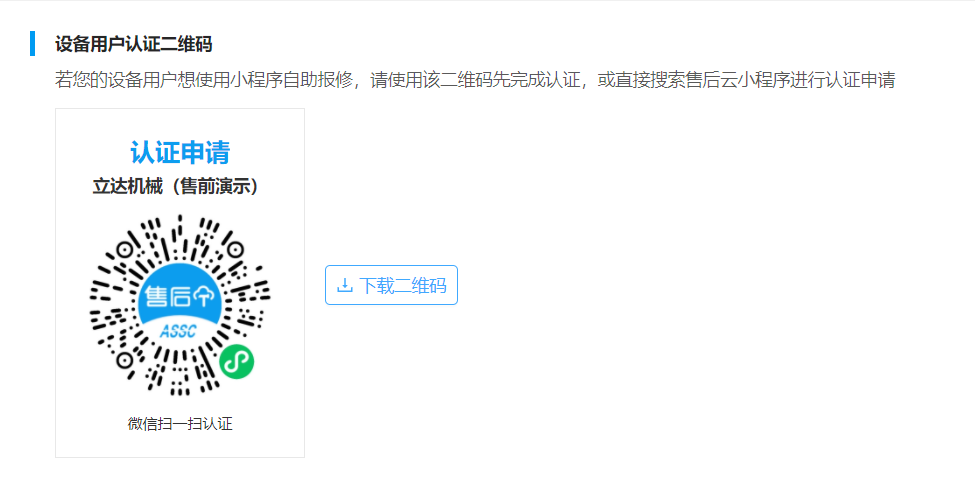 设备用户认证二维码
若您的设备用户想使用小程序自助报修，请使用该二维码先完成认证，或直接搜索售后云小程序进行认证申请
认证申请
立达机械（售前演示）
售后
ASSC
下载二维码
微信扫一扫认证